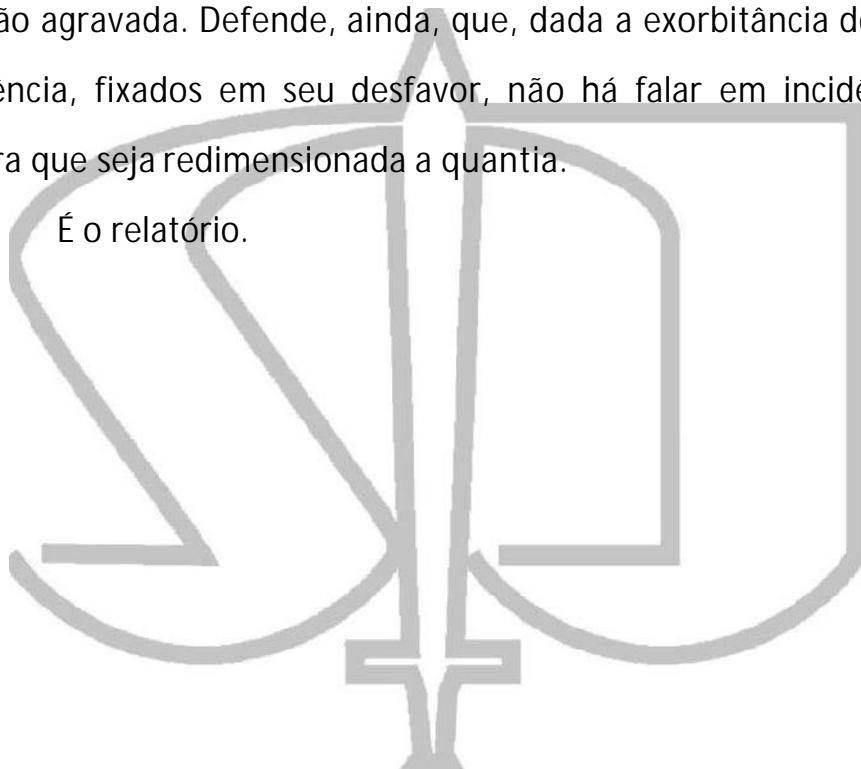 ão agravada. Defende, ainda, que, dada a exorbitância d
ência, fixados em seu desfavor, não há falar em incid
ra que seja redimensionada a quantia.
É o relatório.